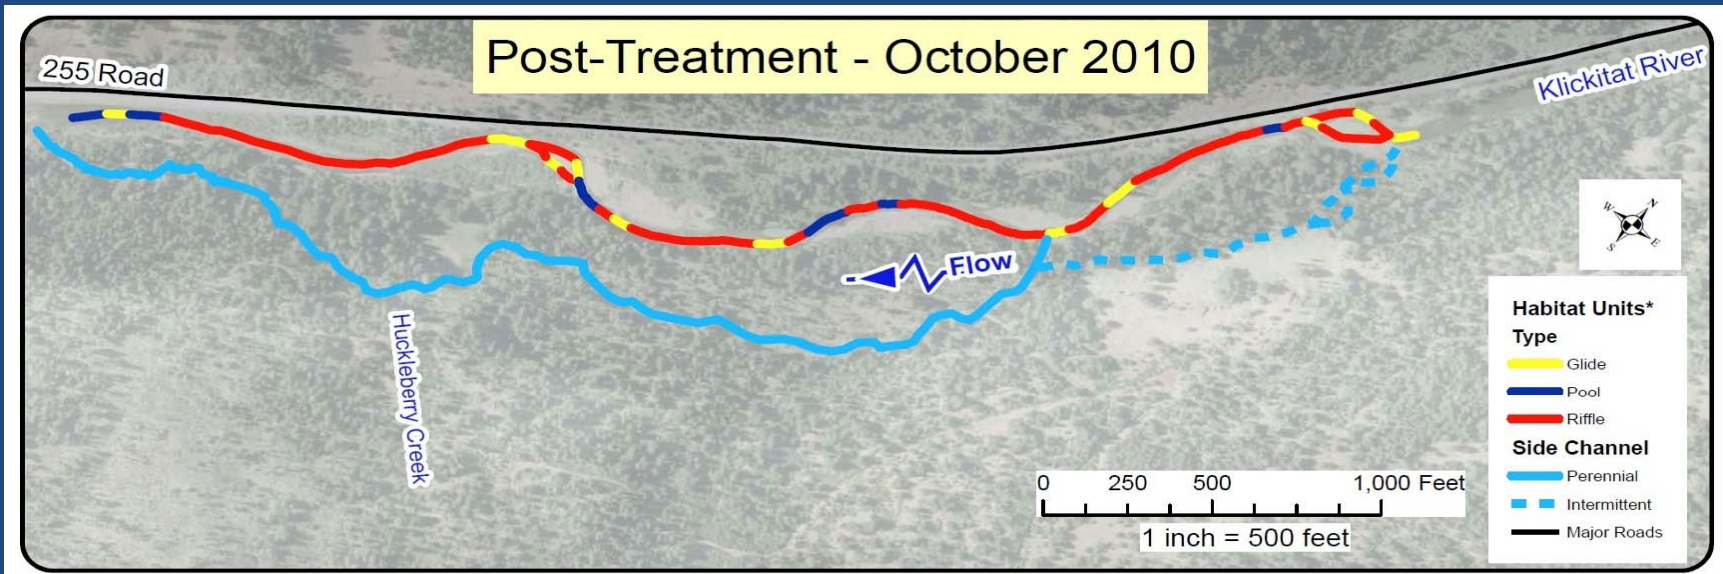 Post-Treatment - October 2010
255 Road
Klickitat River
W N
S E
Flow
Huckleberry Creek
Habitat Units*
Type
Glide
Pool
Riffle
Side Channel
Perennial
Intermittent
Major Roads
0 250 500 1,000 Feet
1 inch = 500 feet